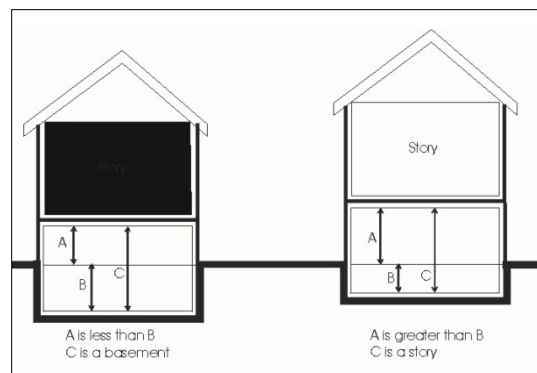 Story
Story
A
B
C
A
B
C
A is less than B
C is a basement
A is greater than B
C is a story